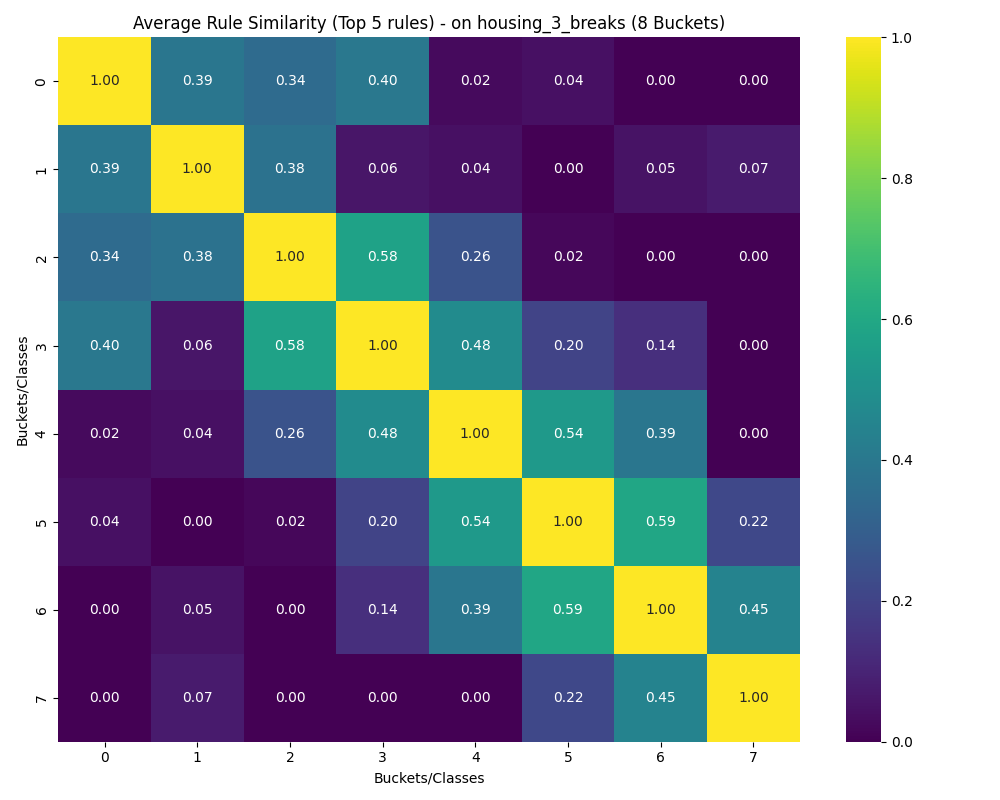 Average Rule Similarity (Top 5 rules) - on housing_3_breaks (8 Buckets)
0 1.00 0.39 0.34 0.40 0.02 0.04 0.00 0.00
1 0.39 1.00 0.38 0.06 0.04 0.00 0.05 0.07
2 0.34 0.38 1.00 0.58 0.26 0.02 0.00 0.00
3 0.40 0.06 0.58 1.00 0.48 0.20 0.14 0.00
4 0.02 0.04 0.26 0.48 1.00 0.54 0.39 0.00
5 0.04 0.00 0.02 0.20 0.54 1.00 0.59 0.22
6 0.00 0.05 0.00 0.14 0.39 0.59 1.00 0.45
7 0.00 0.07 0.00 0.00 0.00 0.22 0.45 1.00
0 1 2 3 4 5 6 7
Buckets/Classes
Buckets/Classes
1.0
0.8
0.6
0.4
0.2
0.0